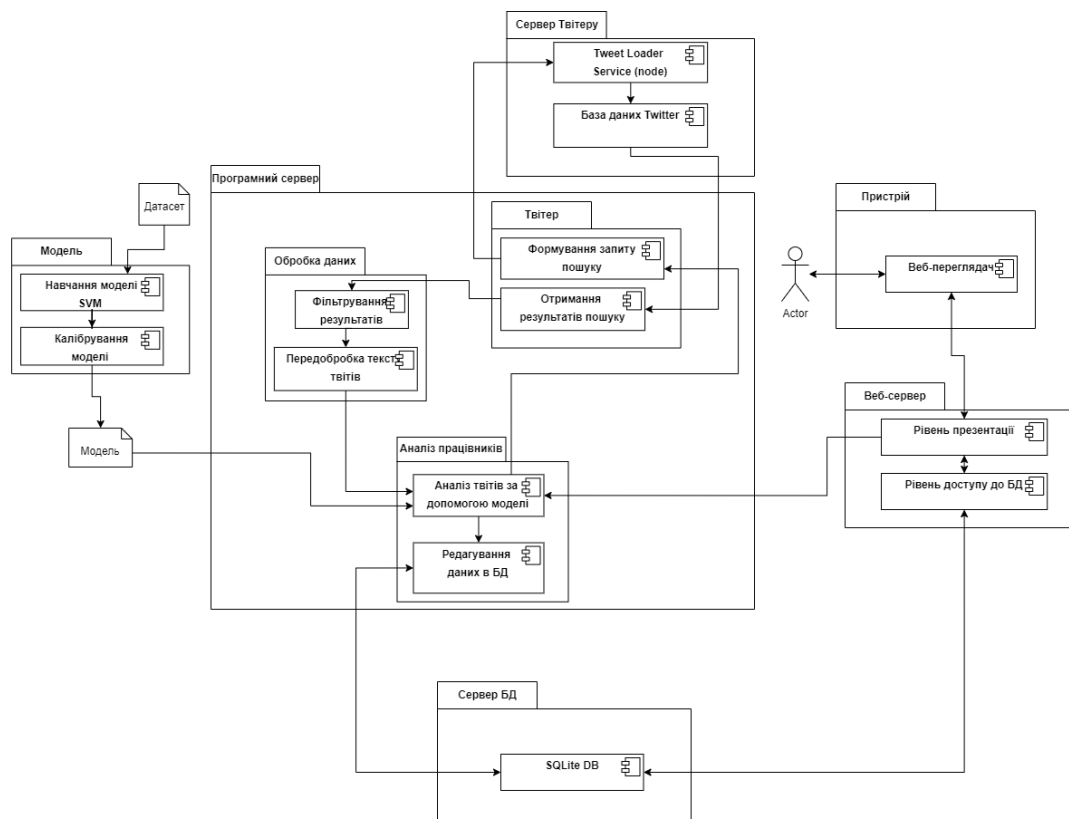 Сервер Твітеру
Tweet Loader
Service (node)
База даних Twitter
Програмний сервер
Датасет
Пристрій
Твітер
Модель
Обробка даних
Формування запиту
пошуку
Веб-переглядач
Actor
Навчання моделі
SVM
Фільтрування
результатів
Отримання
результатів пошуку
Калібрування
моделі
Передобробка тексту
твітів
Веб-сервер
Рівень презентації
Модель
Аналіз працівників
Аналіз твітів за
допомогою моделі
Рівень доступу до БД
Редагування
даних в БД
Сервер БД
SQLite DB